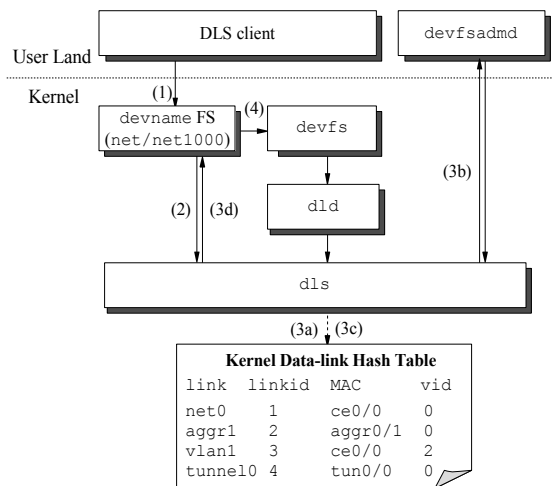 DLS client
devfsadmd
User Land
Kernel
(1)
devname FS
(net/net1000)
(4)
devfs
(3b)
(2)
(3d)
dld
dls
(3a)
(3c)
Kernel Data-link Hash Table
link linkid MAC vid
net0 1 ce0/0 0
aggr1 2 aggr0/1 0
vlan1 3 ce0/0 2
tunnel0 4 tun0/0 0